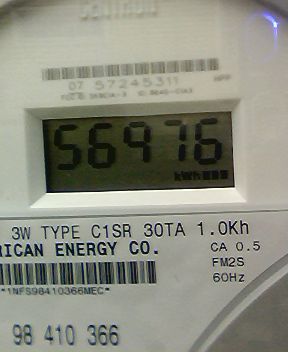 CENTRON
07 57245311
56976
kWh
3W TYPE C1SR 30TA 1.0Kh
RICAN ENERGY CO.
CA 0.5
FM2S
60Hz
*1NFS98410366MEC*
98 410 366